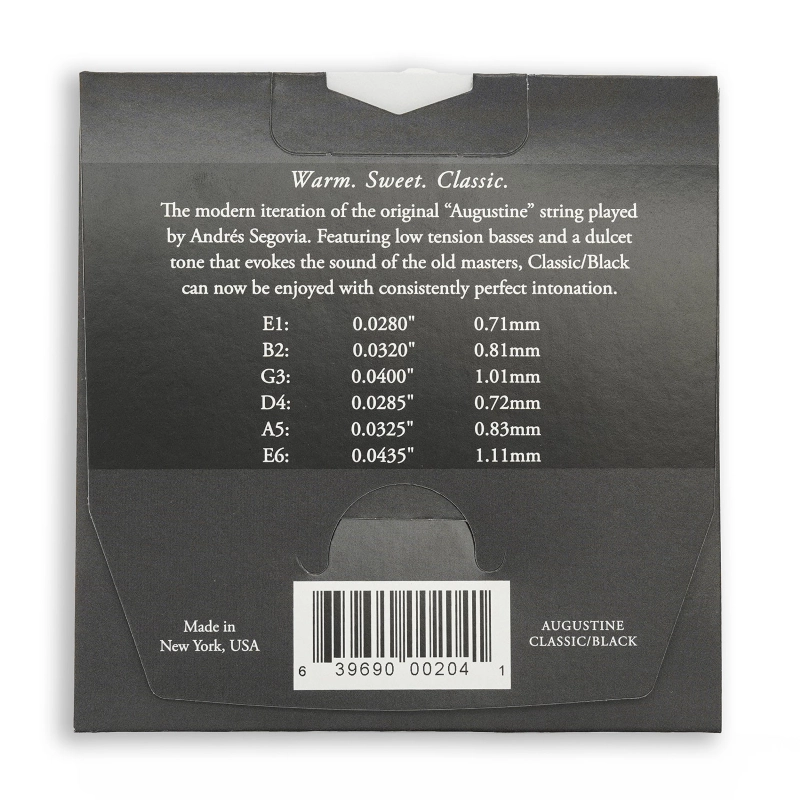 Warm. Sweet. Classic.
The modern iteration of the original “Augustine” string played
by Andrés Segovia. Featuring low tension basses and a dulcet
tone that evokes the sound of the old masters, Classic/Black
can now be enjoyed with consistently perfect intonation.
E1: 0.0280" 0.71mm
B2: 0.0320" 0.81mm
G3: 0.0400" 1.01mm
D4: 0.0285" 0.72mm
A5: 0.0325" 0.83mm
E6: 0.0435" 1.11mm
Made in
New York, USA
6 39690 00204 1
AUGUSTINE
CLASSIC/BLACK